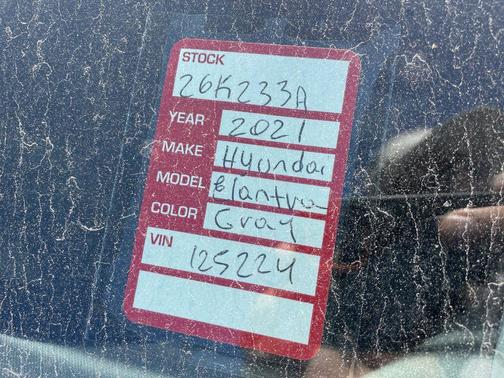 STOCK
26K233A
YEAR 2021
MAKE Hyundai
MODEL Elantra
COLOR Gray
VIN
125224